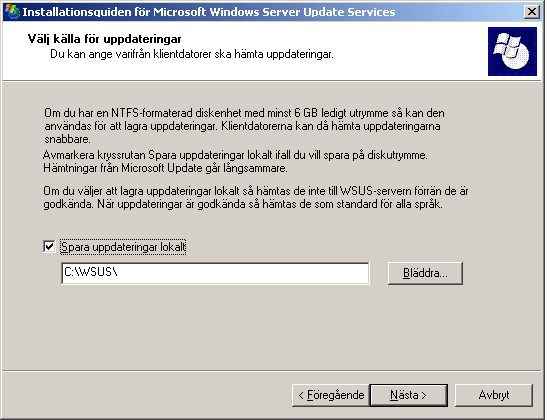 Installationsquiden för Microsoft Windows Server Update Services
Välj källa för uppdateringar
Du kan ange varifrån klientdatorer ska hämta uppdateringar.
Om du har en NTFS-formaterad diskenhet med minst 6 GB ledigt utrymme så kan den
användas för att lagra uppdateringar. Klientdatorerna kan då hämta uppdateringarna
snabbare.
Avmarkera kryssrutan Spara uppdateringar lokalt ifall du vill spara på diskutrymme.
Hämtningar från Microsoft Update går långsammare.
Om du väljer att lagra uppdateringar lokalt så hämtas de inte till WSUS-servern förrän de är
godkända. När uppdateringar är godkända så hämtas de som standard för alla språk.
Spara uppdateringar lokalt
C:\WSUS\
Bläddra...
< Föregående
Nästa >
Avbryt